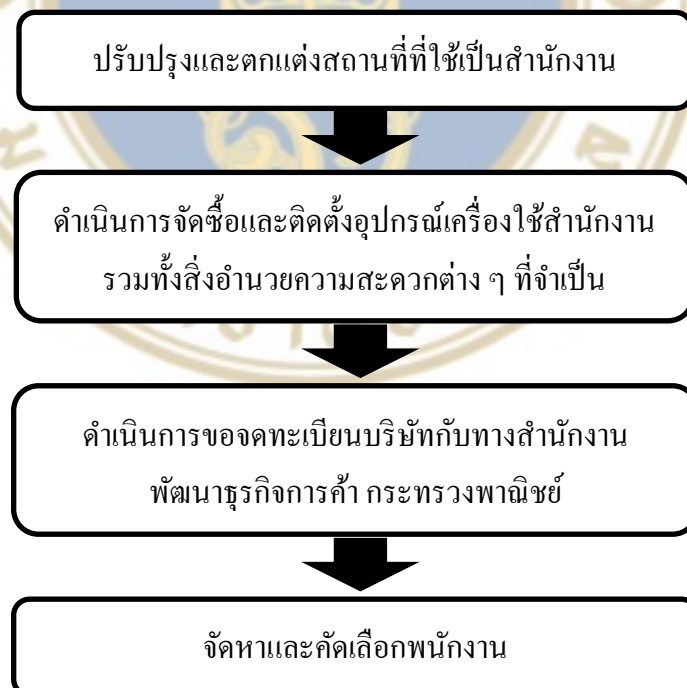 ปรับปรุงและตกแต่งสถานที่ที่ใช้เป็นสำนักงาน
ดำเนินการจัดซื้อและติดตั้งอุปกรณ์เครื่องใช้สำนักงาน
รวมทั้งสิ่งอำนวยความสะดวกต่าง ๆ ที่จำเป็น
ดำเนินการขอจดทะเบียนบริษัทกับทางสำนักงาน
พัฒนาธุรกิจการค้า กระทรวงพาณิชย์
จัดหาและคัดเลือกพนักงาน